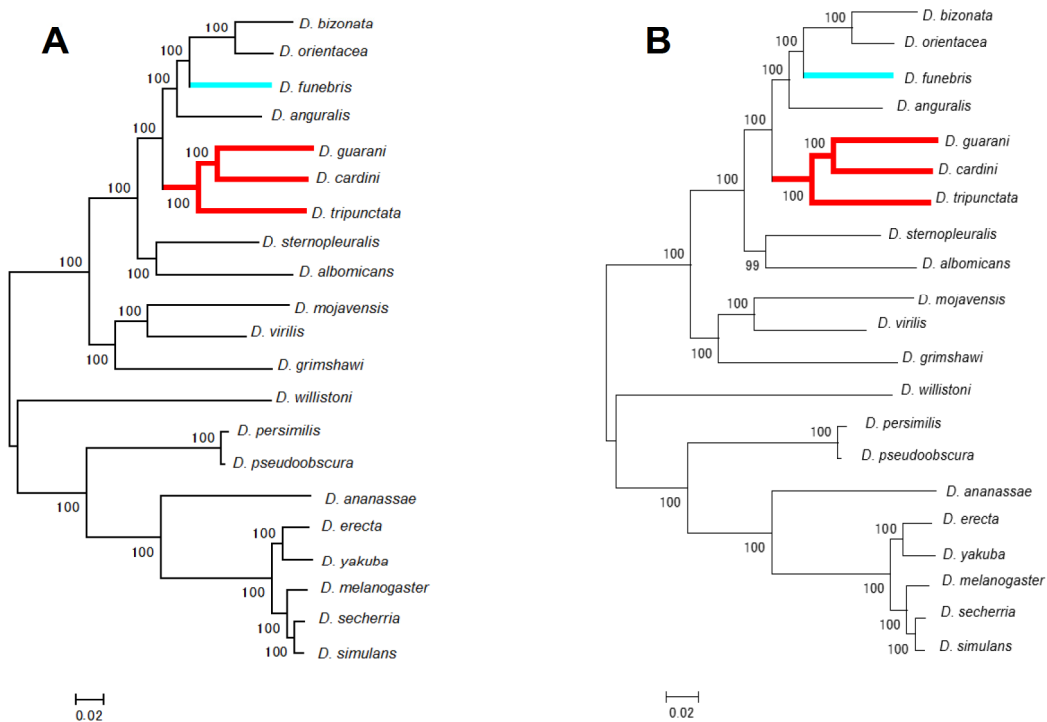 A
100
D. bizonata
100
D. orientacea
100
D. funebris
100
D. anguralis
100
100
D. guarani
D. cardini
100
D. tripunctata
100
D. sternopleuralis
100
D. albomicans
100
D. mojavensis
D. virilis
100
D. grimshawi
D. willistoni
100
D. persimilis
D. pseudoobscura
100
D. ananassae
100
D. erecta
100
D. yakuba
100
D. melanogaster
100
D. secherria
100
D. simulans
0.02
B
100
D. bizonata
100
D. orientacea
100
D. funebris
D. anguralis
100
100
D. guarani
D. cardini
100
D. tripunctata
100
D. sternopleuralis
99
D. albomicans
100
D. mojavensis
D. virilis
100
D. grimshawi
D. willistoni
100
D. persimilis
D. pseudoobscura
100
D. ananassae
100
D. erecta
100
D. yakuba
100
D. melanogaster
100
D. secherria
100
D. simulans
0.02